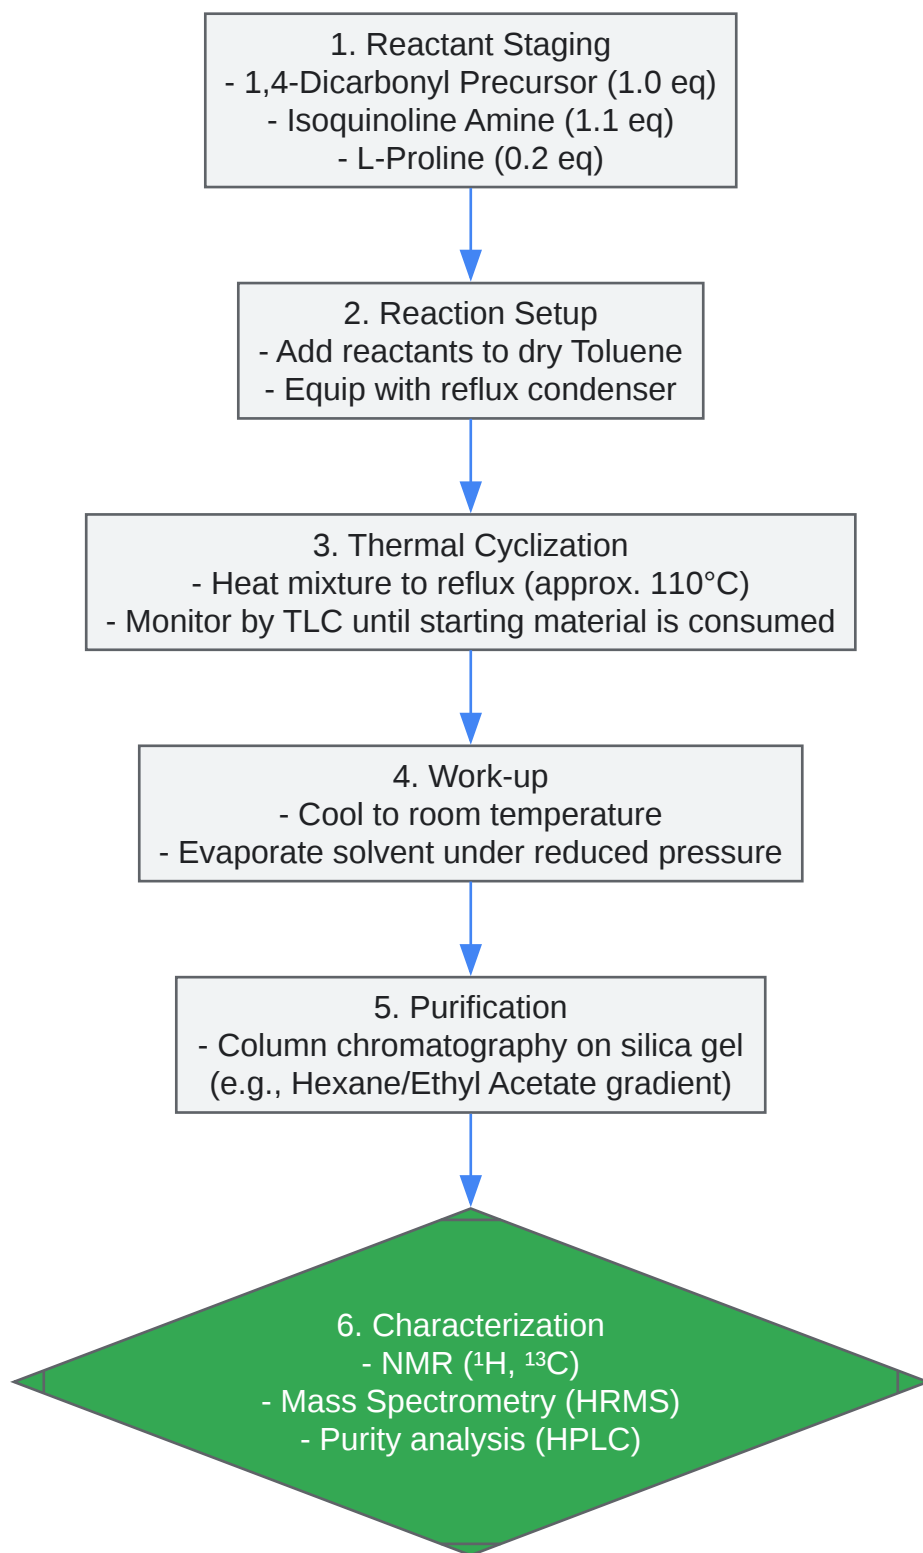 1. Reactant Staging
- 1,4-Dicarbonyl Precursor (1.0 eq)
- Isoquinoline Amine (1.1 eq)
- L-Proline (0.2 eq)
2. Reaction Setup
- Add reactants to dry Toluene
- Equip with reflux condenser
3. Thermal Cyclization
- Heat mixture to reflux (approx. 110°C)
- Monitor by TLC until starting material is consumed
4. Work-up
- Cool to room temperature
- Evaporate solvent under reduced pressure
5. Purification
- Column chromatography on silica gel
(e.g., Hexane/Ethyl Acetate gradient)
6. Characterization
- NMR (¹H, ¹³C)
- Mass Spectrometry (HRMS)
- Purity analysis (HPLC)